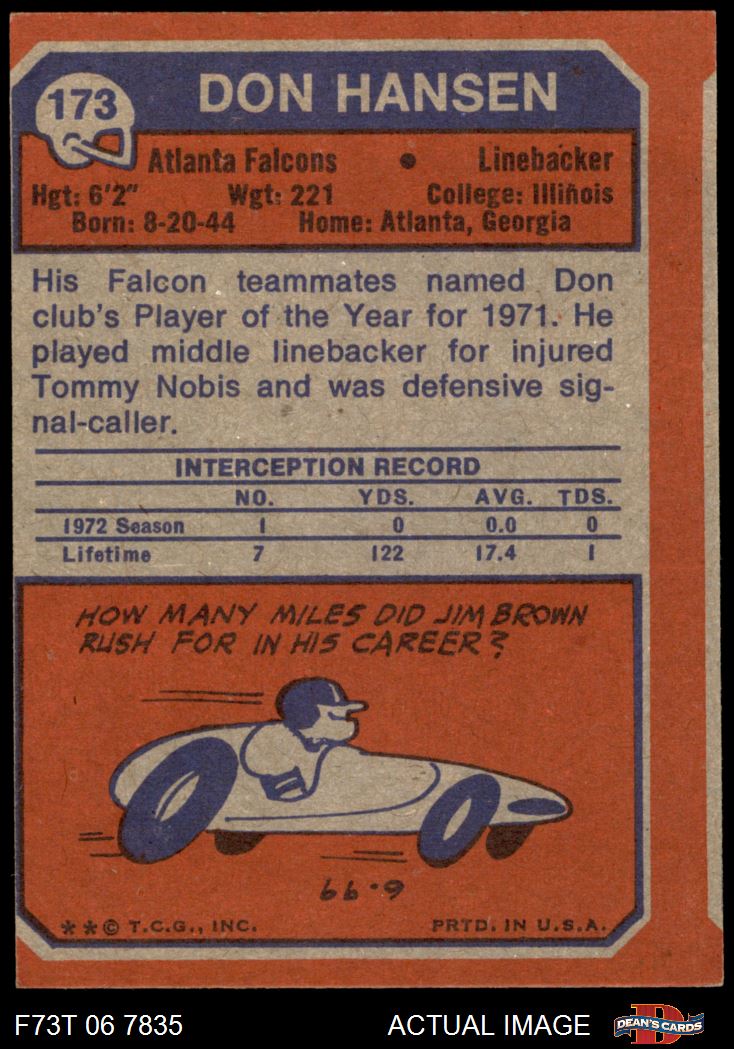 173
DON HANSEN
Atlanta Falcons • Linebacker
Hgt: 6'2" Wgt: 221 College: Illinois
Born: 8-20-44 Home: Atlanta, Georgia
His Falcon teammates named Don
club's Player of the Year for 1971. He
played middle linebacker for injured
Tommy Nobis and was defensive sig-
nal-caller.
INTERCEPTION RECORD
NO. YDS. AVG. TDS.
1972 Season 1 0 0.0 0
Lifetime 7 122 17.4 1
HOW MANY MILES DID JIM BROWN
RUSH FOR IN HIS CAREER?
6.99
**© T.C.G., INC. PRTD. IN U.S.A.
F73T 06 7835 ACTUAL IMAGE
D
DEAN'S CARDS